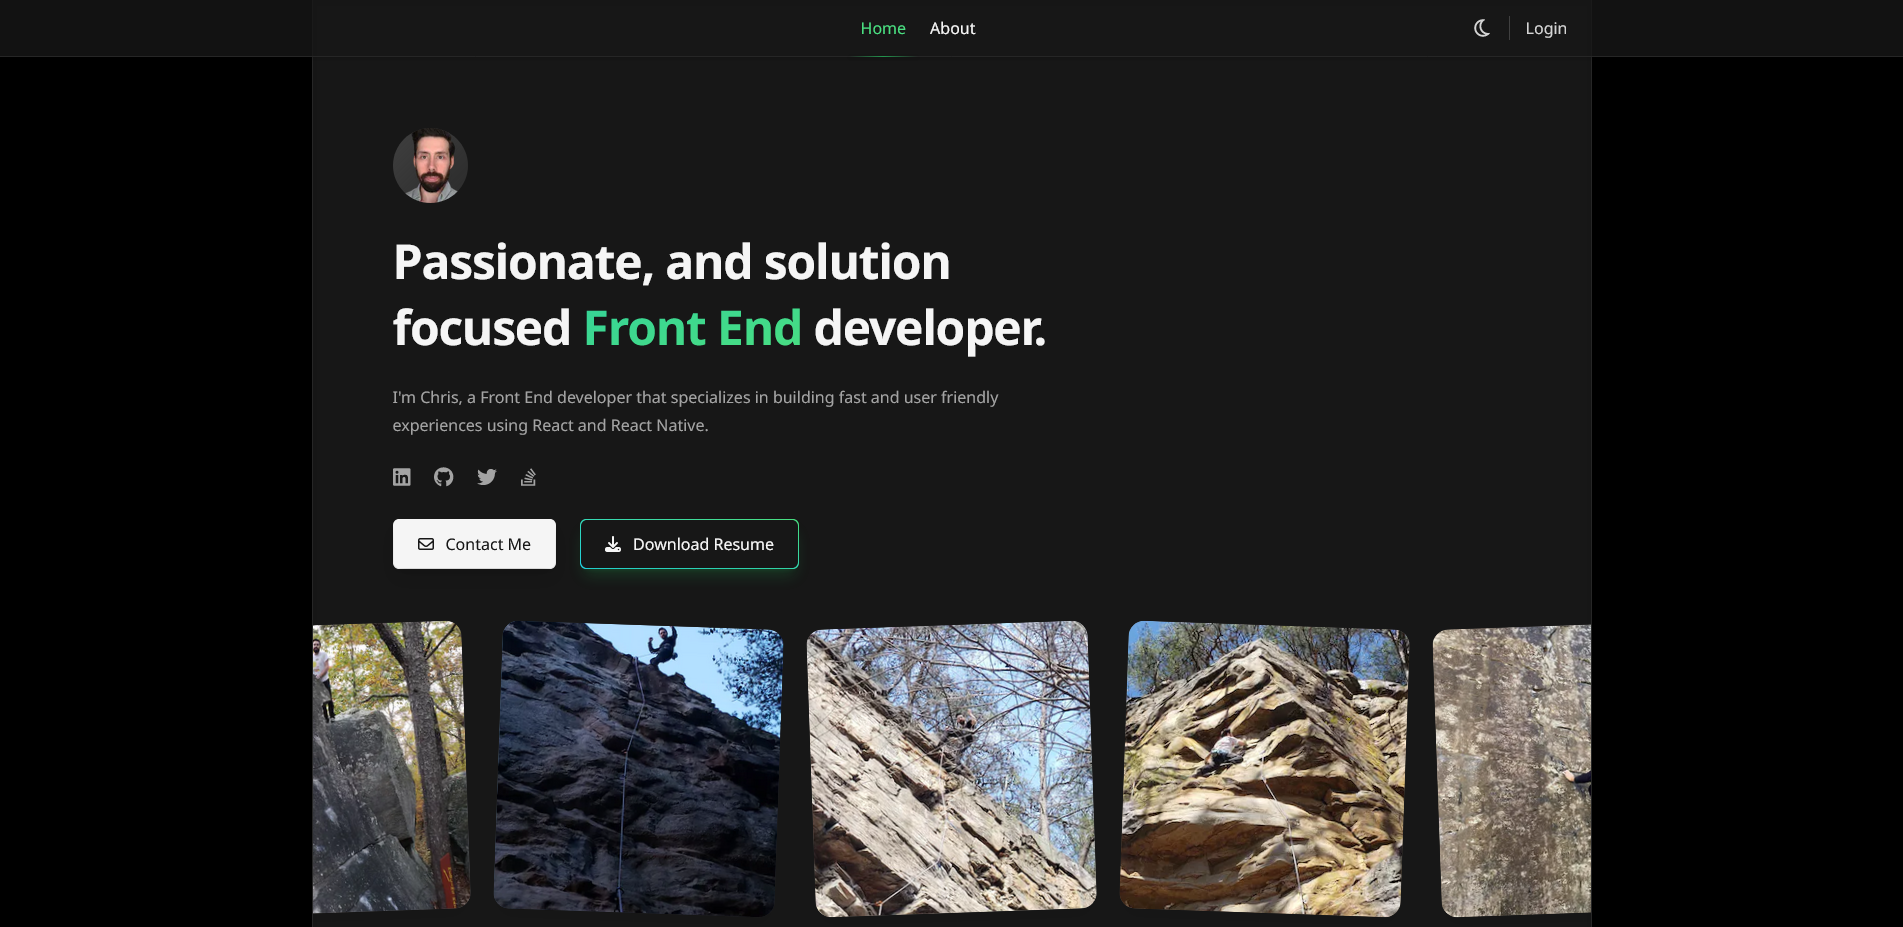 Home About Login
Passionate, and solution
focused Front End developer.
I'm Chris, a Front End developer that specializes in building fast and user friendly
experiences using React and React Native.
Contact Me Download Resume